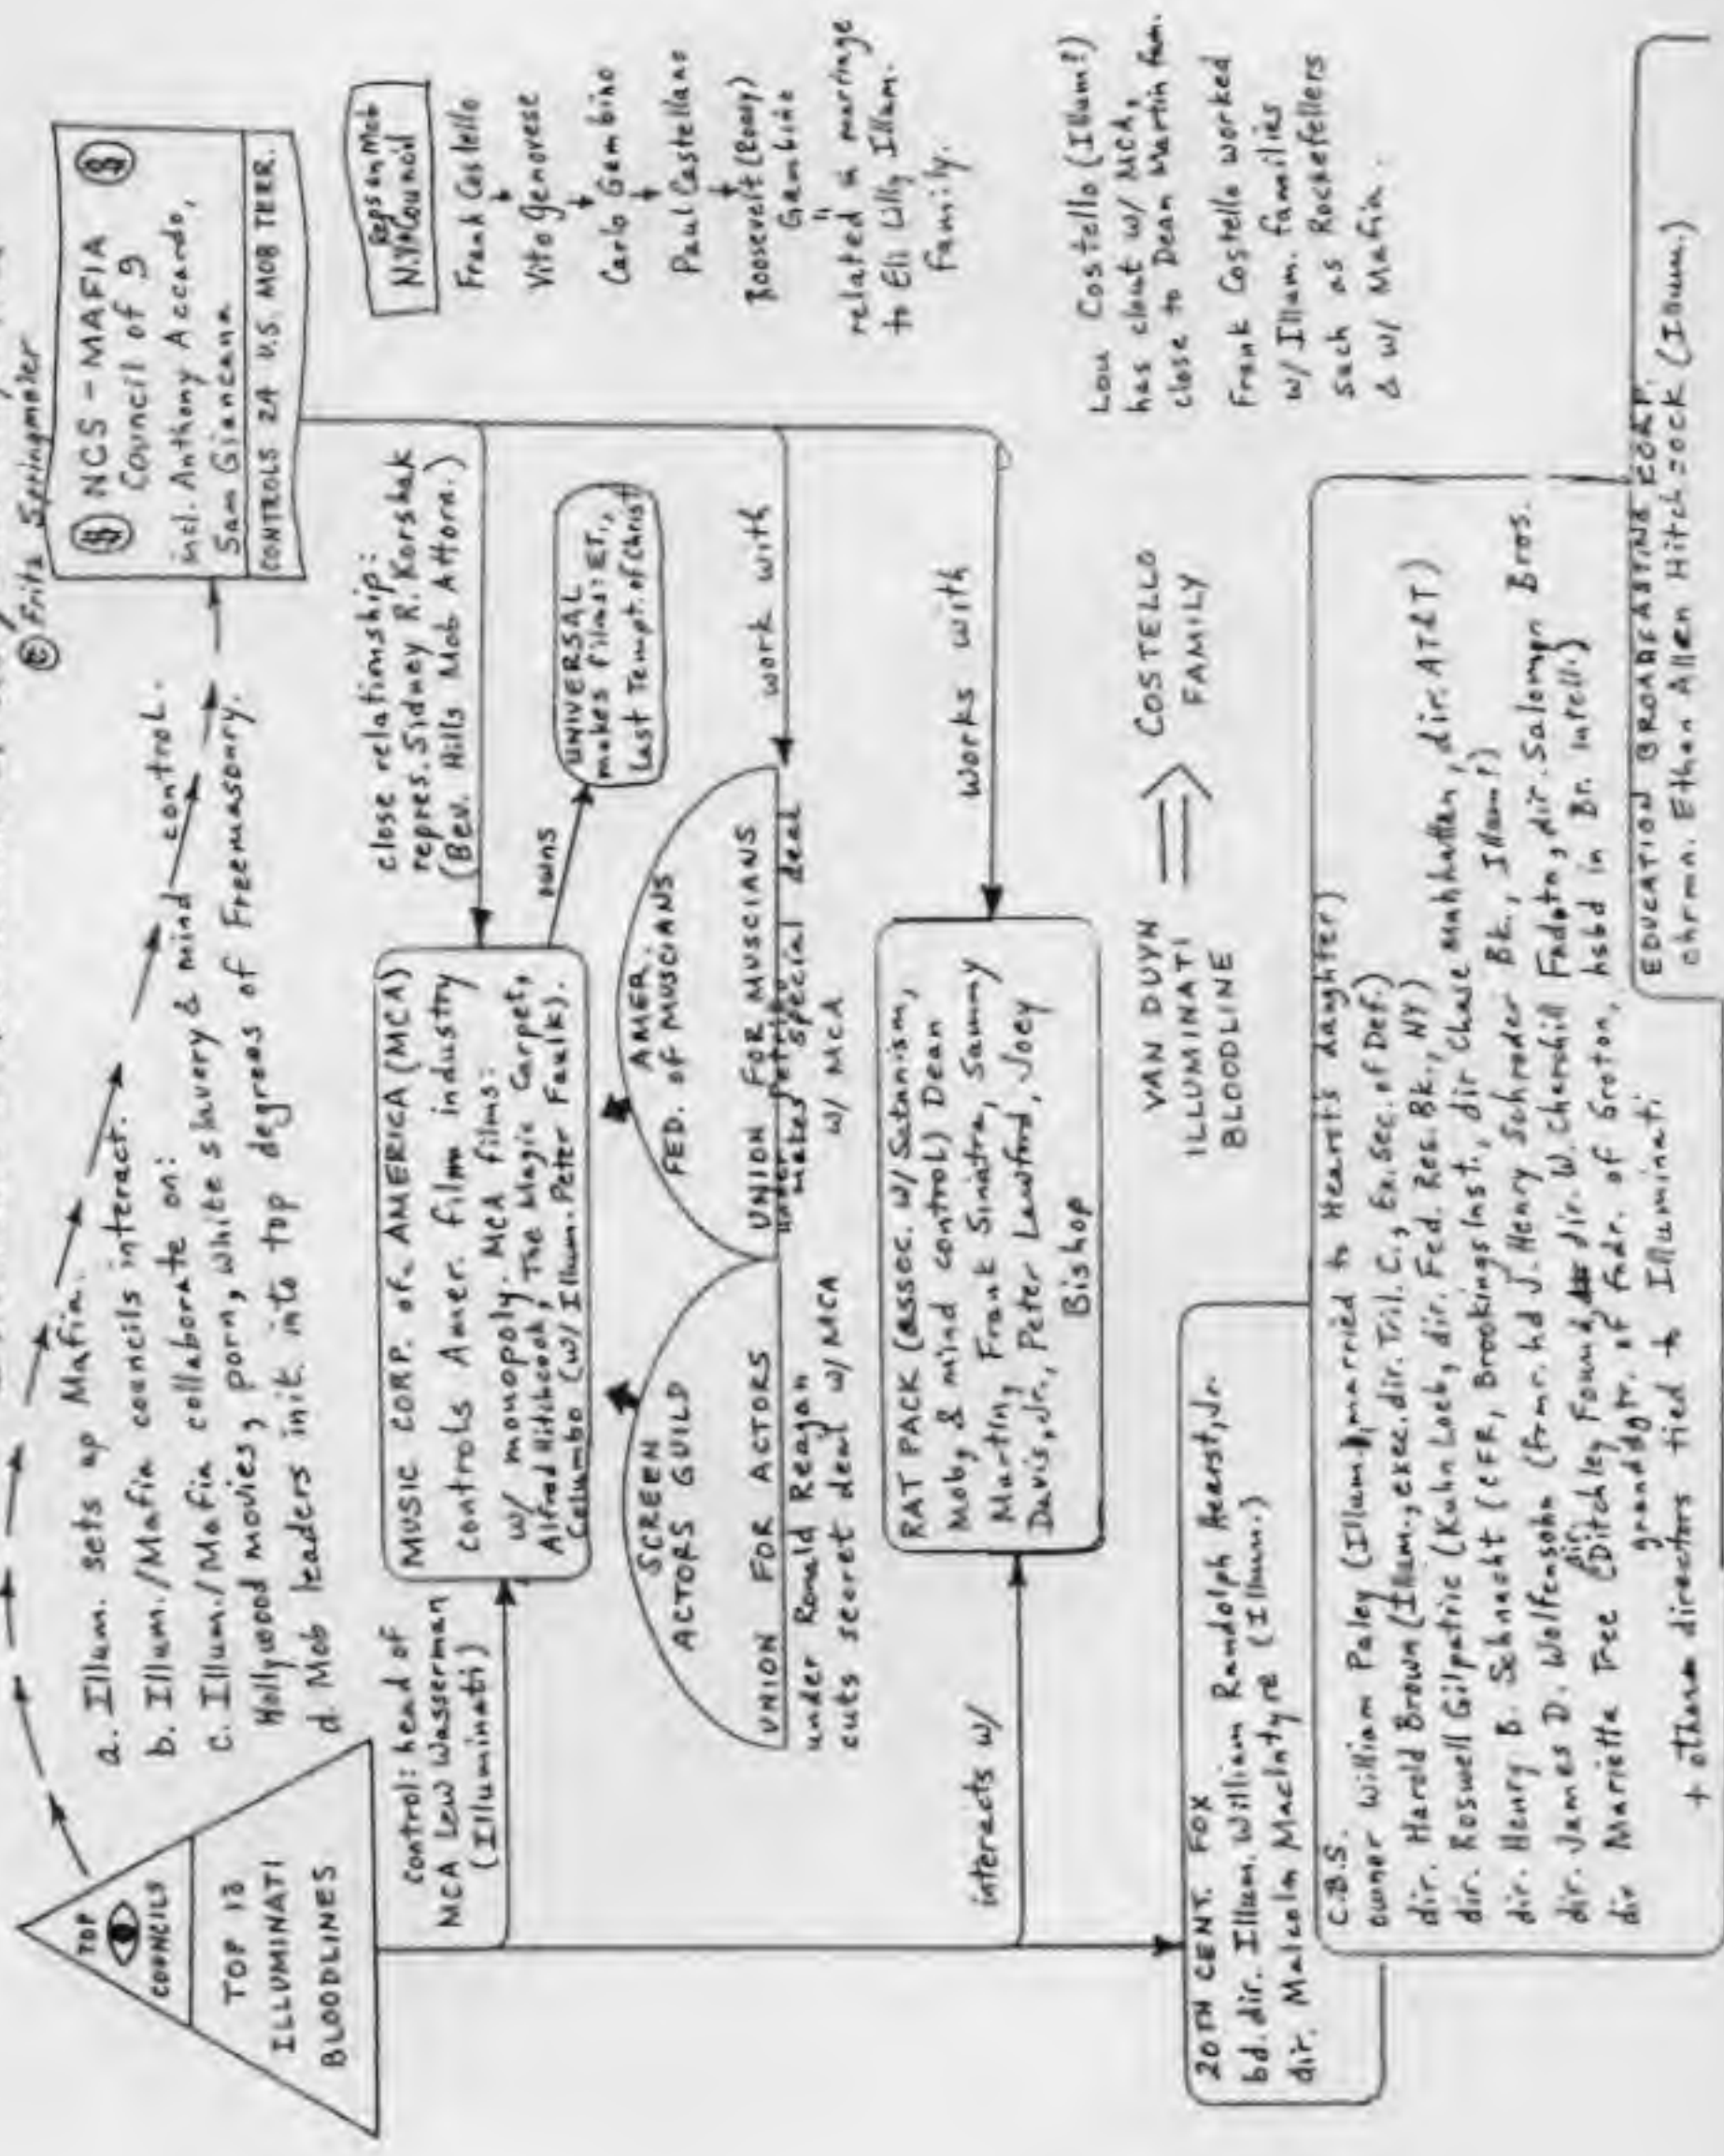 © Fritz Springmeier
TOP
COUNCILS
TOP 13
ILLUMINATI
BLOODLINES
a. Illum. sets up Mafia.
b. Illum./Mafia councils interact.
c. Illum./Mafia collaborate on:
Hollywood movies, porn, white slavery & mind control.
d. Mob leaders init. into top degrees of Freemasonry.
($) NCS - MAFIA ($)
Council of 9
incl. Anthony Accardo,
Sam Giancana
CONTROLS 24 U.S. MOB TERR.
Reps on Mob
N.Y. Council
Frank Costello
↓
Vito Genovese
↓
Carlo Gambino
↓
Paul Castellano
↓
Roosevelt (Rosy)
Gambino
"
related in marriage
to Eli Lilly Illum.
Family.
Control: head of
MCA Lew Wasserman
(Illuminati)
MUSIC CORP. of. AMERICA (MCA)
controls Amer. film industry
w/ monopoly. MCA films:
Alfred Hitchcock, The Magic Carpet,
Columbo (w/ Illum. Peter Faulk).
close relationship:
repres. Sidney R. Korshak
(Bev. Hills Mob Attorn.)
owns
UNIVERSAL
makes films: ET,
Last Tempt. of Christ
SCREEN
ACTORS GUILD
UNION FOR ACTORS
under Ronald Reagan
cuts secret deal w/ MCA
AMER.
FED. of MUSCIANS
UNION FOR MUSCIANS
under
makes special deal
w/ MCA
work with
interacts w/
RAT PACK (assoc. w/ Satanism,
Mob, & mind control) Dean
Martin, Frank Sinatra, Sammy
Davis, Jr., Peter Lawford, Joey
Bishop
works with
VAN DUYN
ILLUMINATI
BLOODLINE
⇒
COSTELLO
FAMILY
Lou Costello (Illum?)
has clout w/ MCA,
close to Dean Martin fam.
Frank Costello worked
w/ Illum. families
such as Rockefellers
& w/ Mafia.
20TH CENT. FOX
bd. dir. Illum. William Randolph Hearst, Jr.
dir. Malcolm MacIntyre (Illum.)
C.B.S.
owner William Paley (Illum), married to Hearst's daughter)
dir. Harold Brown (Illum., exec. dir. Tril. C., Ex. Sec. of Def.)
dir. Roswell Gilpatric (Kuhn Loeb, dir. Fed. Res. Bk., NY)
dir. Henry B. Schnacht (CFR, Brookings Inst., dir Chase Manhattan, dir. AT&T)
dir. James D. Wolfensohn (frmr. hd J. Henry Schroder Bk., Illum?)
dir Marietta Tree (Ditchley Found, dir. W. Churchill Fndatn, dir. Salomon Bros.
granddgtr. of fndr. of Groton, hsbd in Br. intell.)
+ other directors tied to Illuminati
EDUCATION BROADCASTING CORP.
chrmn. Ethan Allen Hitchcock (Illum.)